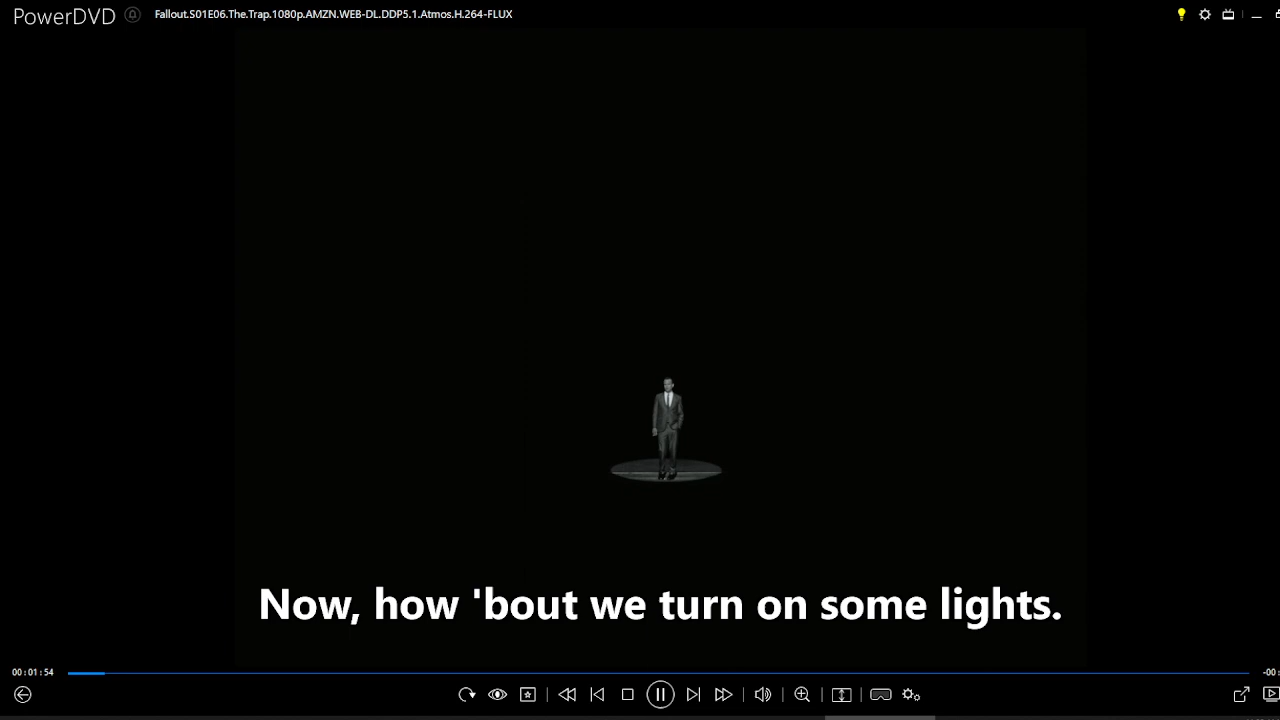 PowerDVD
Fallout.S01E06.The.Trap.1080p.AMZN.WEB-DL.DDP5.1.Atmos.H.264-FLUX
Now, how 'bout we turn on some lights.
00:01:54
-00: